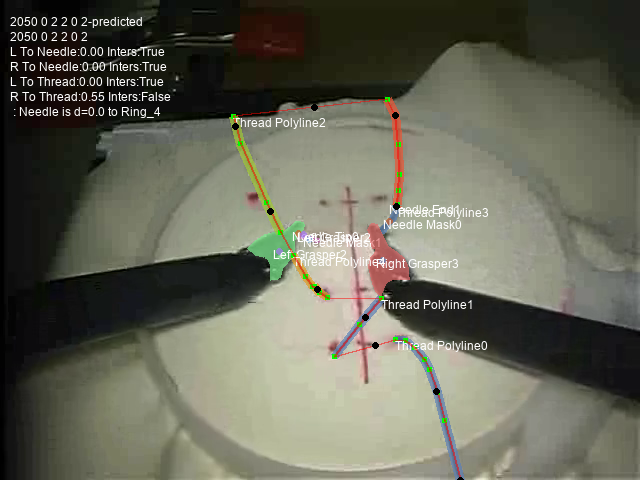 2050 0 2 2 0 2-predicted
2050 0 2 2 0 2
L To Needle:0.00 Inters:True
R To Needle:0.00 Inters:True
L To Thread:0.00 Inters:True
R To Thread:0.55 Inters:False
: Needle is d=0.0 to Ring_4
Thread Polyline2
Needle End1
Thread Polyline3
Needle Mask0
Needle Mask1
Left Grasper2
Thread Polyline4
Right Grasper3
Thread Polyline1
Thread Polyline0